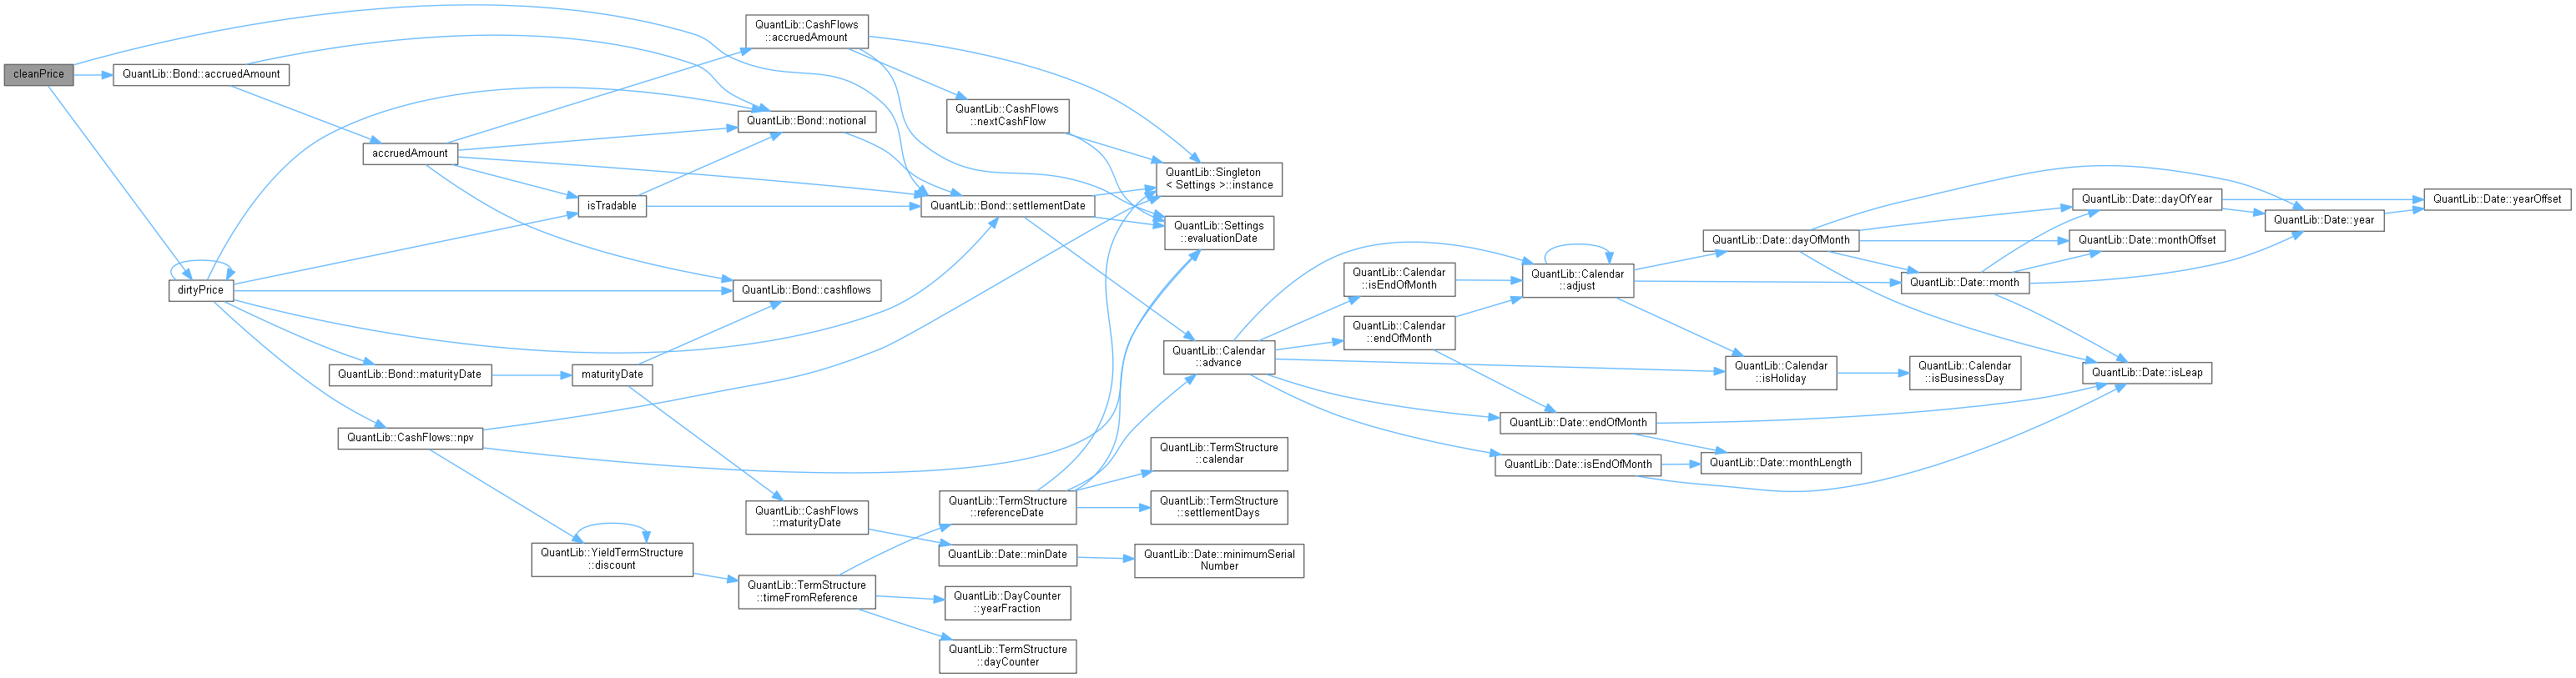 cleanPrice
QuantLib::Bond::accruedAmount
dirtyPrice
accruedAmount
QuantLib::Bond::maturityDate
QuantLib::CashFlows::npv
isTradable
maturityDate
QuantLib::YieldTermStructure
::discount
QuantLib::CashFlows
::accruedAmount
QuantLib::Bond::notional
QuantLib::Bond::cashflows
QuantLib::CashFlows
::maturityDate
QuantLib::TermStructure
::timeFromReference
QuantLib::CashFlows
::nextCashFlow
QuantLib::Bond::settlementDate
QuantLib::TermStructure
::referenceDate
QuantLib::Date::minDate
QuantLib::DayCounter
::yearFraction
QuantLib::TermStructure
::dayCounter
QuantLib::Singleton
< Settings >::instance
QuantLib::Settings
::evaluationDate
QuantLib::Calendar
::advance
QuantLib::TermStructure
::calendar
QuantLib::TermStructure
::settlementDays
QuantLib::Date::minimumSerial
Number
QuantLib::Calendar
::isEndOfMonth
QuantLib::Calendar
::endOfMonth
QuantLib::Calendar
::adjust
QuantLib::Date::endOfMonth
QuantLib::Date::isEndOfMonth
QuantLib::Date::dayOfMonth
QuantLib::Calendar
::isHoliday
QuantLib::Date::monthLength
QuantLib::Date::month
QuantLib::Calendar
::isBusinessDay
QuantLib::Date::dayOfYear
QuantLib::Date::monthOffset
QuantLib::Date::isLeap
QuantLib::Date::year
QuantLib::Date::yearOffset